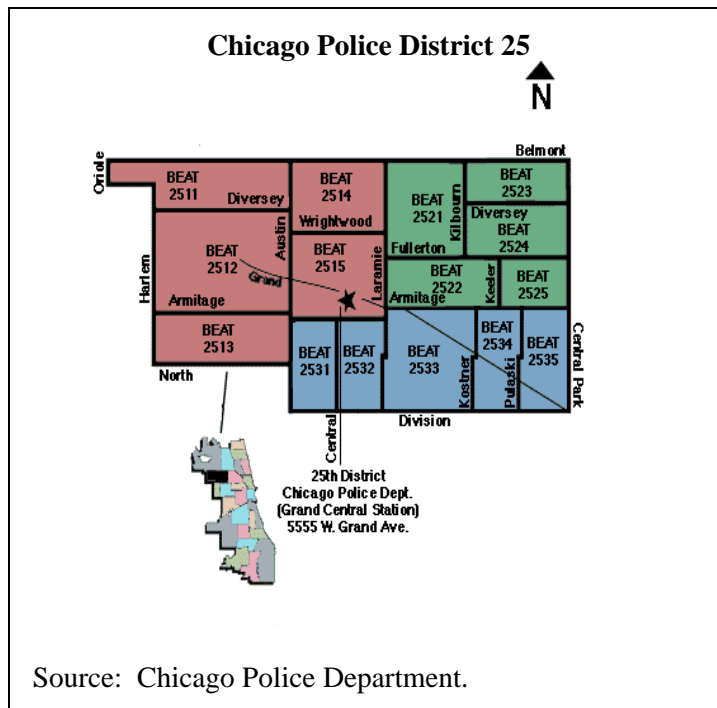 Chicago Police District 25
N
Belmont
Oriole
BEAT
2511
Diversey
BEAT
2514
Wrightwood
BEAT
2521
Kilbourn
BEAT
2523
Diversey
BEAT
2524
Harlem
BEAT
2512
Grand
Armitage
Austin
BEAT
2515
Laramie
Fullerton
BEAT
2522
Armitage
Keeler
BEAT
2525
BEAT
2513
North
BEAT
2531
BEAT
2532
BEAT
2533
Kostner
BEAT
2534
Pulaski
BEAT
2535
Central Park
Central
Division
25th District
Chicago Police Dept.
(Grand Central Station)
5555 W. Grand Ave.
Source: Chicago Police Department.